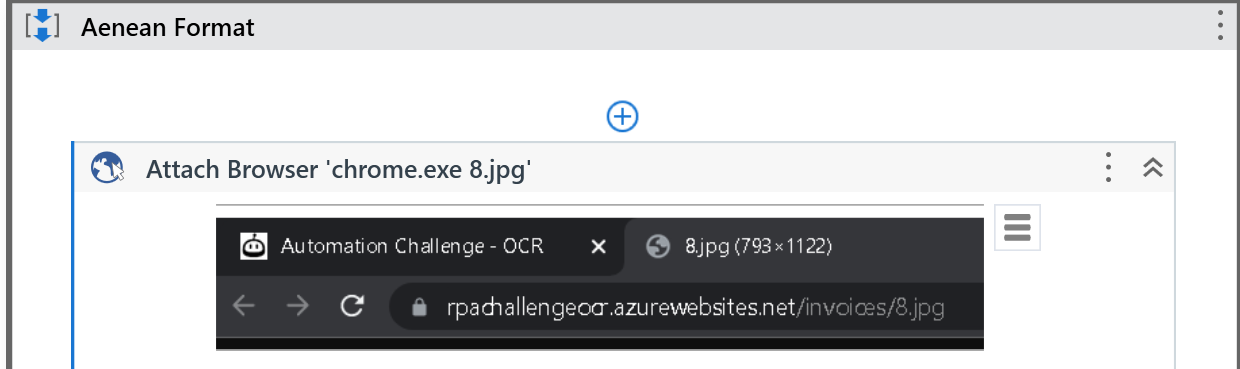 Aenean Format
Attach Browser 'chrome.exe 8.jpg'
Automation Challenge - OCR
8.jpg (793×1122)
rpachallengeocr.azurewebsites.net/invoices/8.jpg